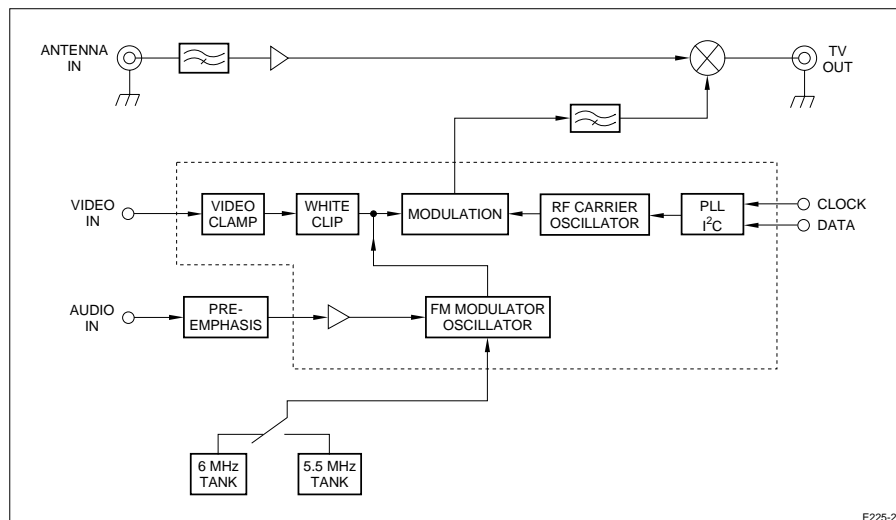 ANTENNA
IN
TV
OUT
VIDEO
IN
VIDEO
CLAMP
WHITE
CLIP
MODULATION
RF CARRIER
OSCILLATOR
PLL
I²C
CLOCK
DATA
AUDIO
IN
PRE-
EMPHASIS
FM MODULATOR
OSCILLATOR
6 MHz
TANK
5.5 MHz
TANK
F225-2